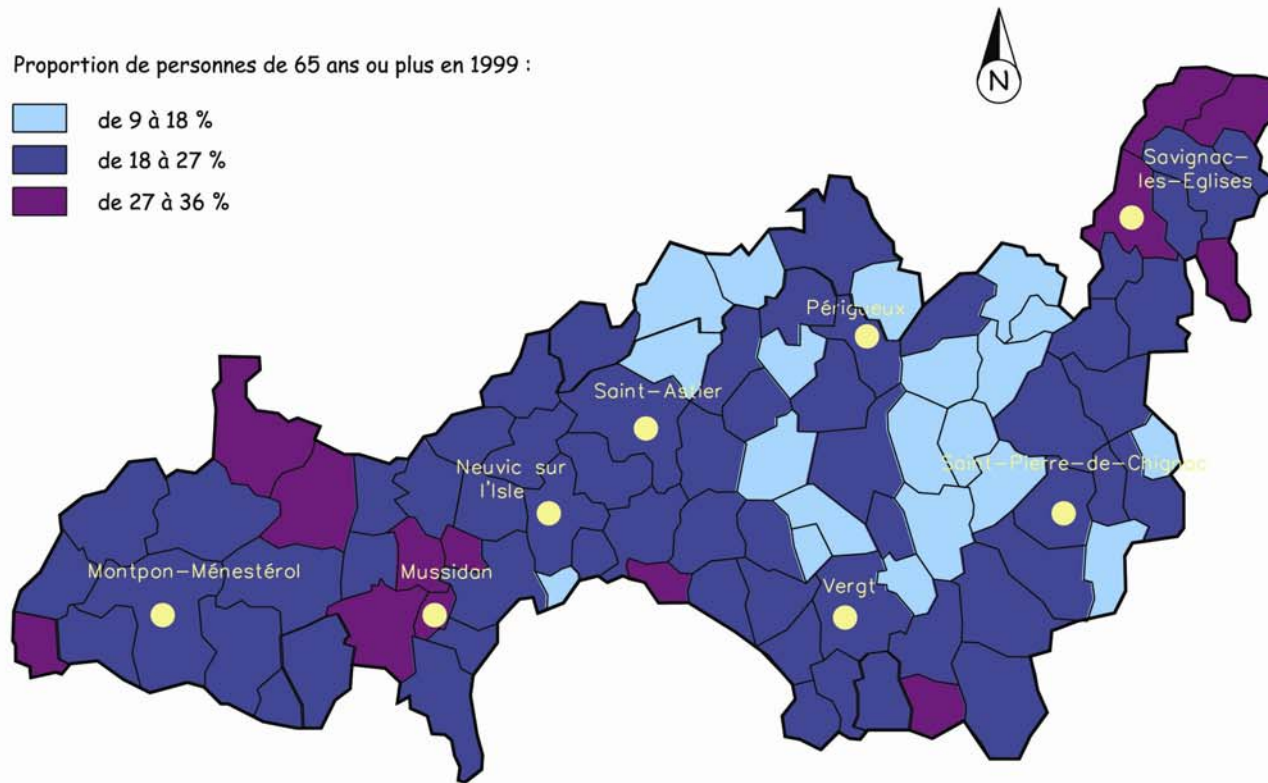 Proportion de personnes de 65 ans ou plus en 1999 :
de 9 à 18 %
de 18 à 27 %
de 27 à 36 %
N
Savignac-
les-Eglises
Périgueux
Saint-Astier
Neuvic sur
l'Isle
Saint-Pierre-de-Chignac
Montpon-Ménestérol
Mussidan
Vergt